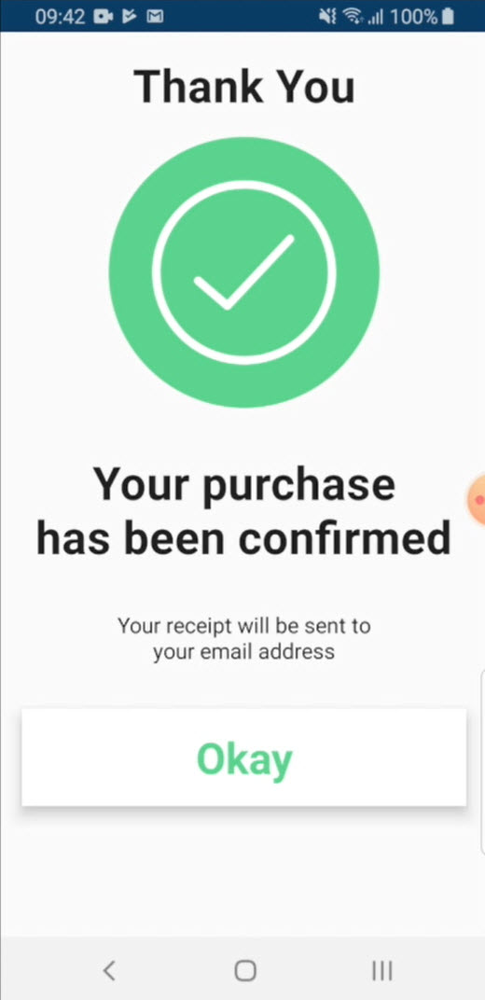 09:42 100%
Thank You
Your purchase
has been confirmed
Your receipt will be sent to
your email address
Okay